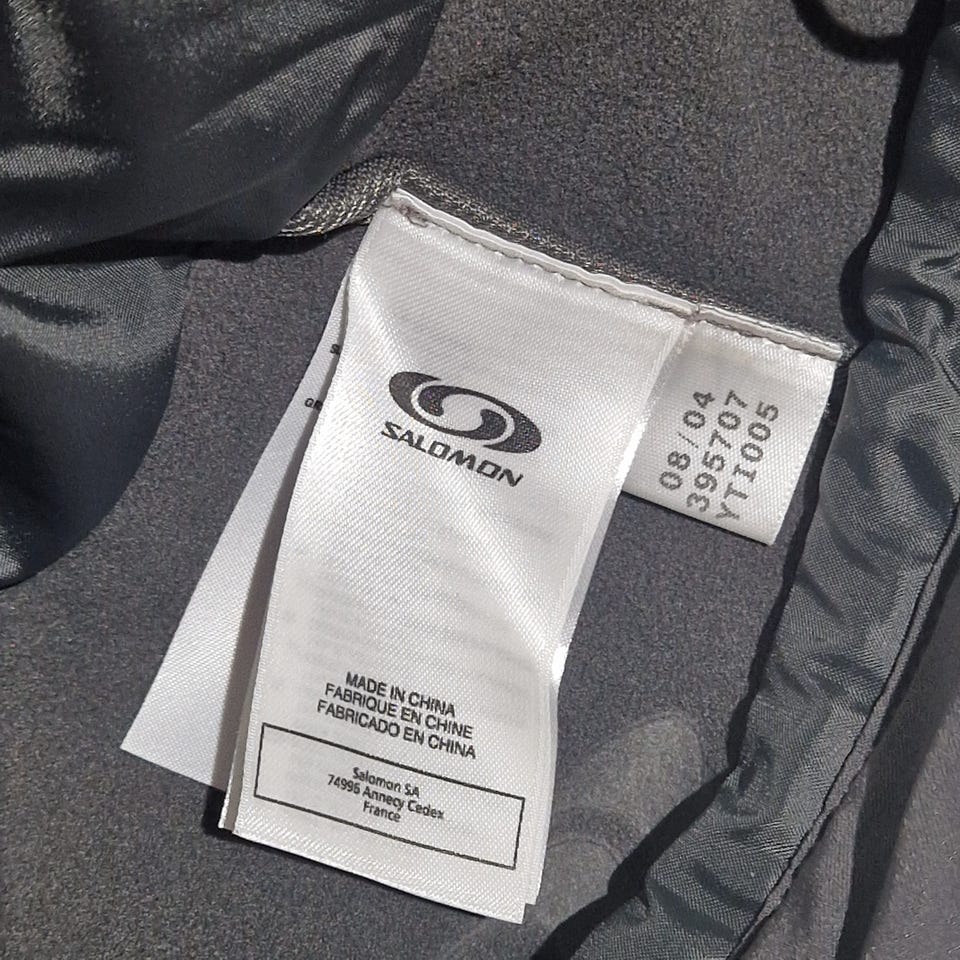 SALOMON
08/04
395707
YTI005
MADE IN CHINA
FABRIQUE EN CHINE
FABRICADO EN CHINA
Salomon SA
74996 Annecy Cedex
France